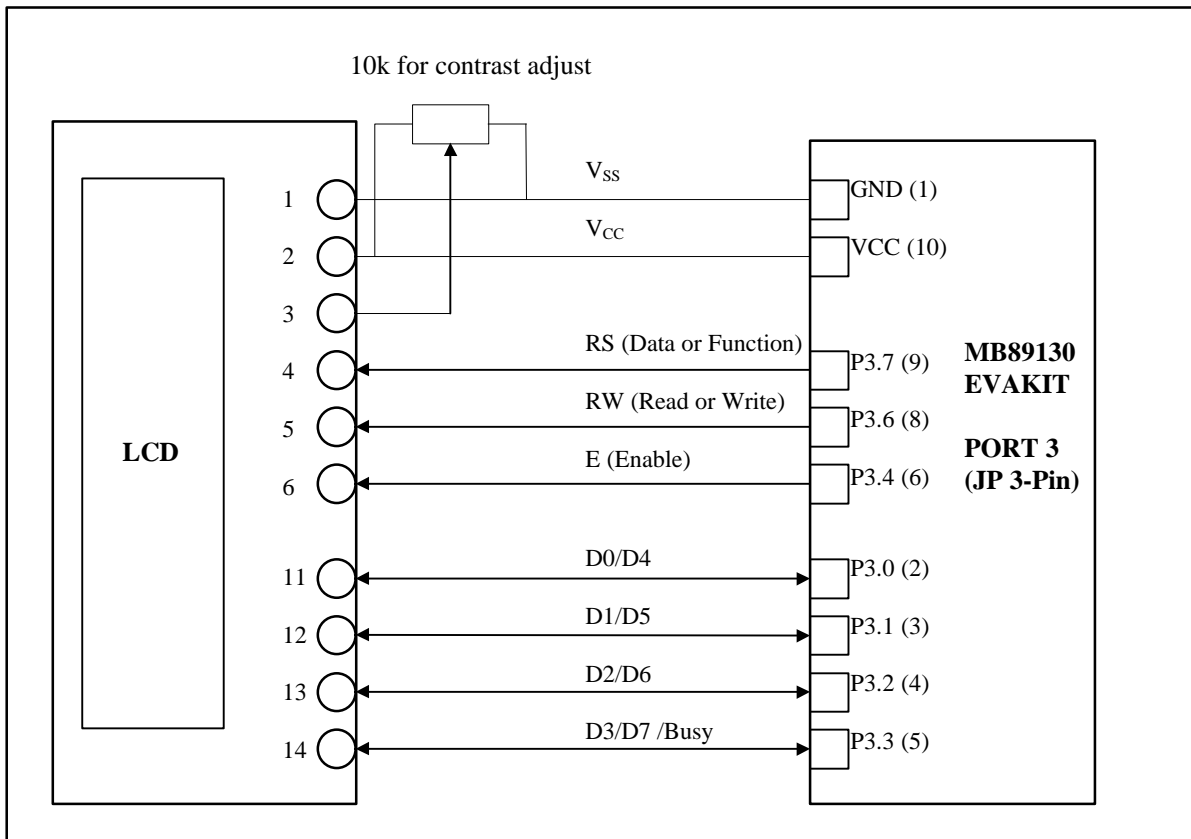 10k for contrast adjust
LCD
1
2
3
4
5
6
11
12
13
14
VSS
VCC
RS (Data or Function)
RW (Read or Write)
E (Enable)
D0/D4
D1/D5
D2/D6
D3/D7 /Busy
GND (1)
VCC (10)
P3.7 (9)
P3.6 (8)
P3.4 (6)
P3.0 (2)
P3.1 (3)
P3.2 (4)
P3.3 (5)
MB89130
EVAKIT
PORT 3
(JP 3-Pin)